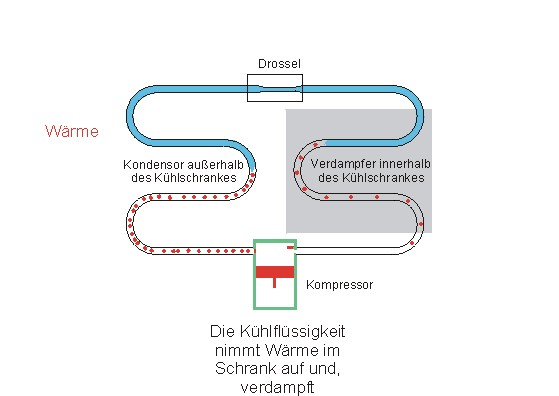 Drossel
Wärme
Kondensor außerhalb
des Kühlschrankes
Verdampfer innerhalb
des Kühlschrankes
Kompressor
Die Kühlflüssigkeit
nimmt Wärme im
Schrank auf und,
verdampft